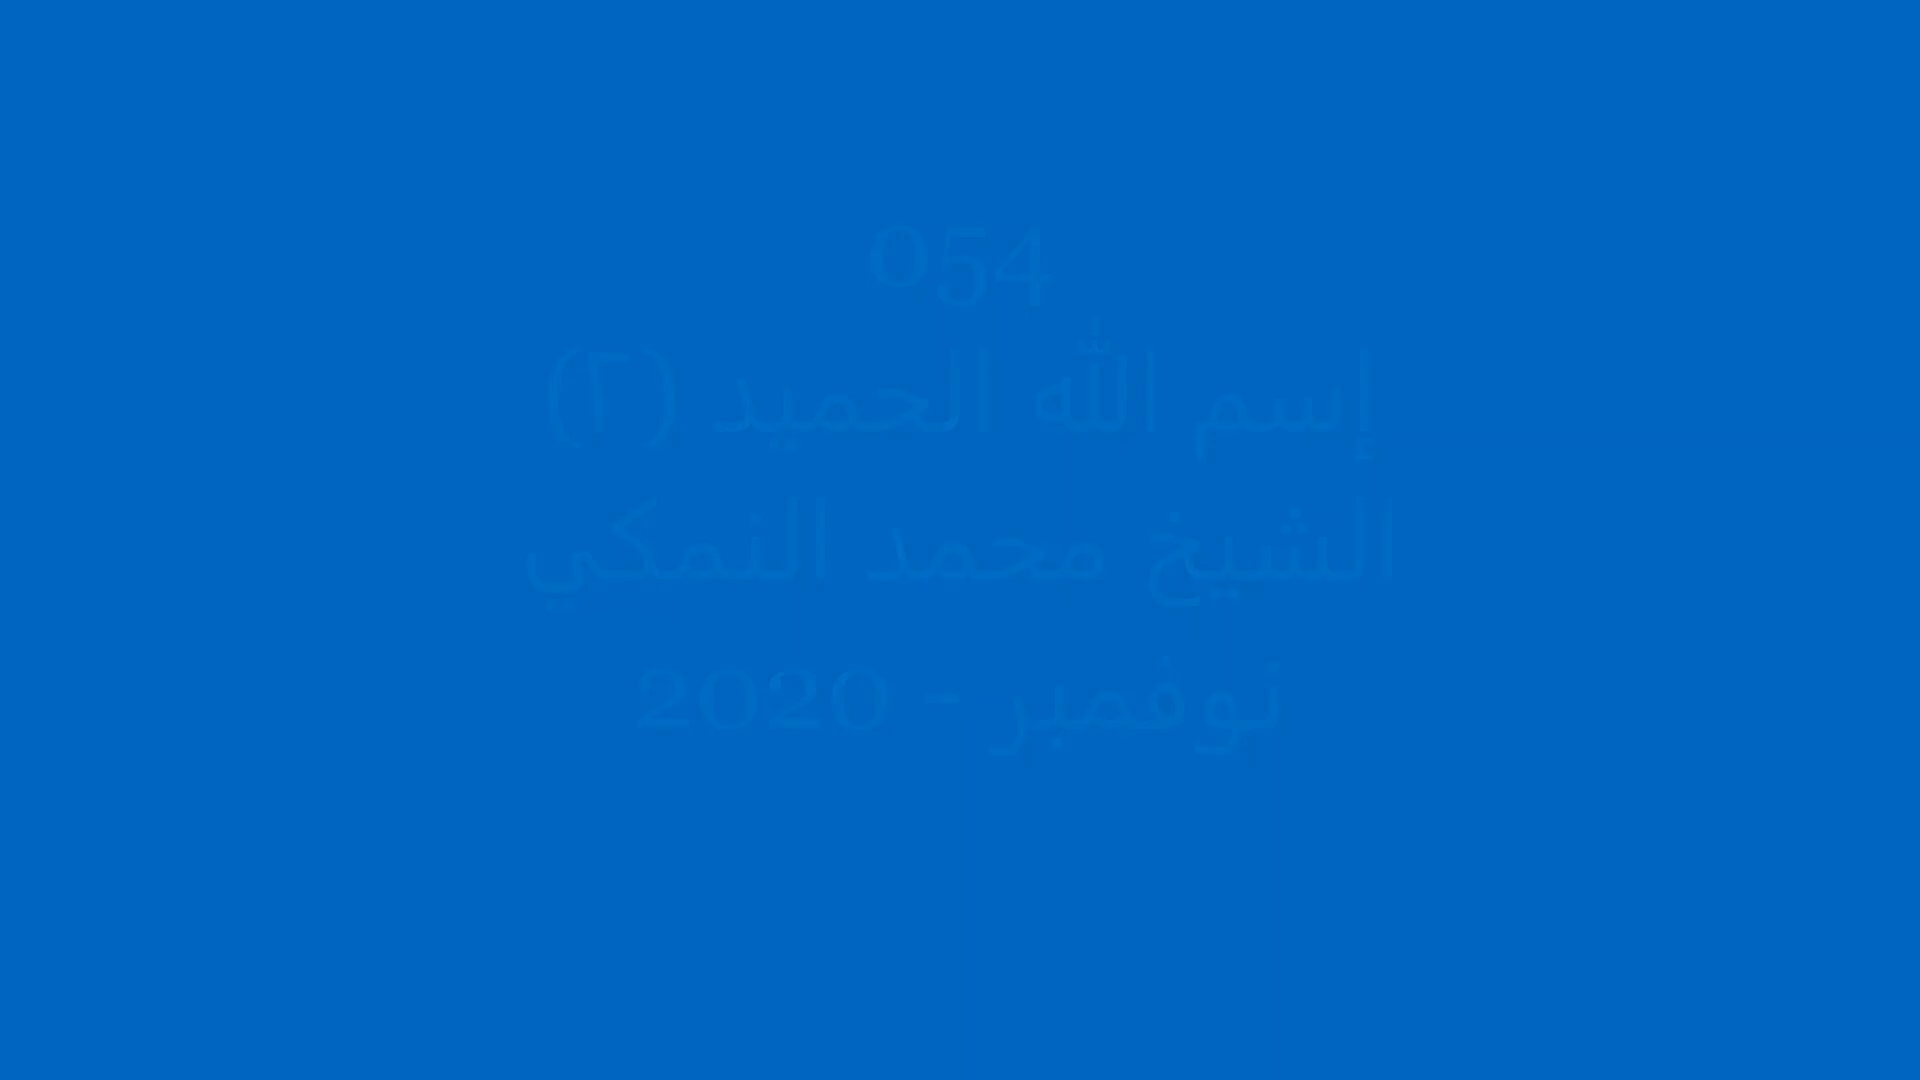 054
إسم الله الحميد (٢)
الشيخ محمد النمكي
نوفمبر - 2020